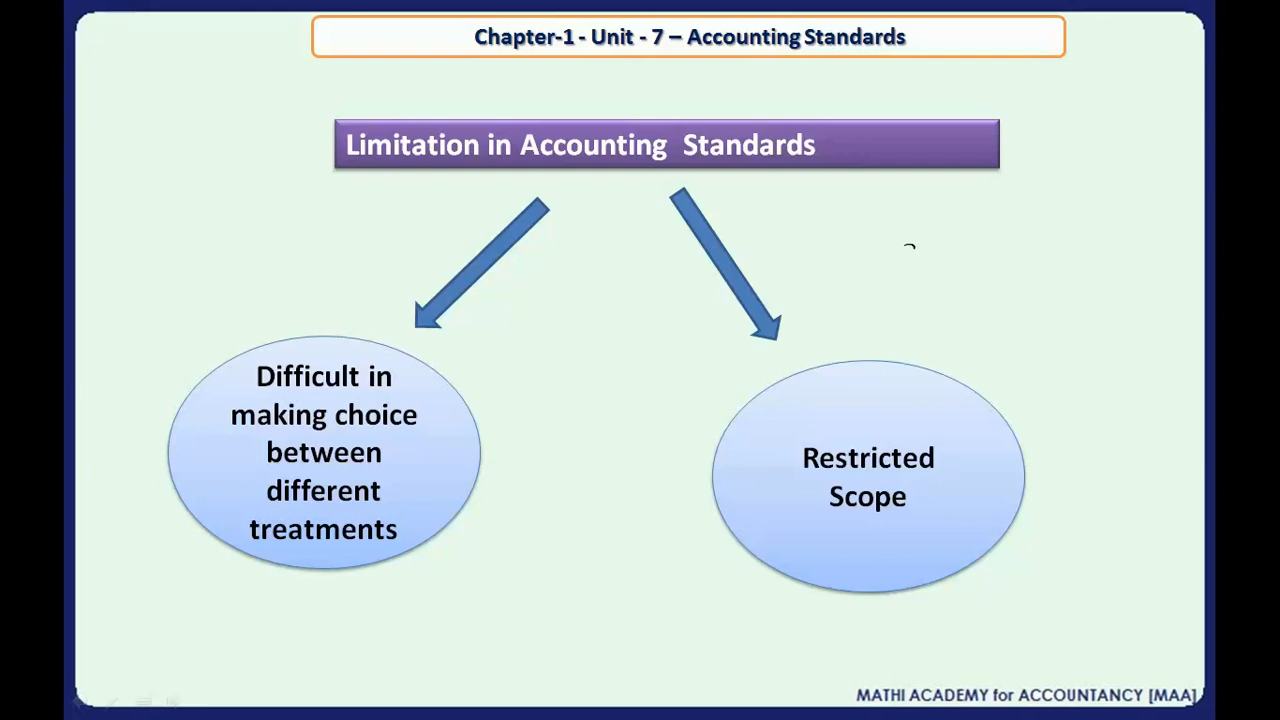 Chapter-1 - Unit - 7 – Accounting Standards
Limitation in Accounting Standards
Difficult in
making choice
between
different
treatments
Restricted
Scope
MATHI ACADEMY for ACCOUNTANCY [MAA]